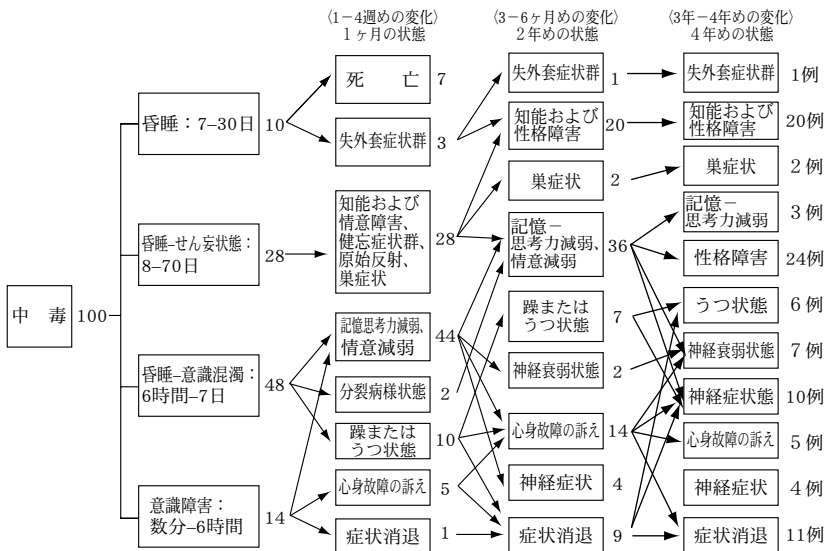 〈1−4週めの変化〉
1ヶ月の状態
〈3−6ヶ月めの変化〉
2年めの状態
〈3年−4年めの変化〉
4年めの状態
中　毒 100
昏睡：7–30日 10
昏睡–せん妄状態：
8–70日 28
昏睡–意識混濁：
6時間–7日 48
意識障害：
数分–6時間 14
死　亡 7
失外套症状群 3
知能および
情意障害、
健忘症状群、
原始反射、
巣症状 28
記憶思考力減弱、
情意減弱 44
分裂病様状態 2
躁または
うつ状態 10
心身故障の訴え 5
症状消退 1
失外套症状群 1
知能および
性格障害 20
巣症状 2
記憶−
思考力減弱、
情意減弱 36
躁または
うつ状態 7
神経衰弱状態 2
心身故障の訴え 14
神経症状 4
症状消退 9
失外套症状群 1例
知能および
性格障害 20例
巣症状 2例
記憶−
思考力減弱 3例
性格障害 24例
うつ状態 6例
神経衰弱状態 7例
神経症状態 10例
心身故障の訴え 5例
神経症状 4例
症状消退 11例